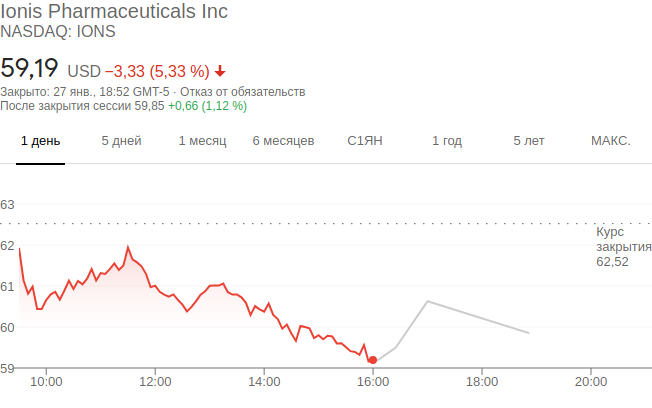 Ionis Pharmaceuticals Inc
NASDAQ: IONS
59,19 USD −3,33 (5,33 %)
Закрыто: 27 янв., 18:52 GMT-5 · Отказ от обязательств
После закрытия сессии 59,85 +0,66 (1,12 %)
1 день 5 дней 1 месяц 6 месяцев С1ЯН 1 год 5 лет МАКС.
63
62
61
60
59
Курс
закрытия
62,52
10:00 12:00 14:00 16:00 18:00 20:00